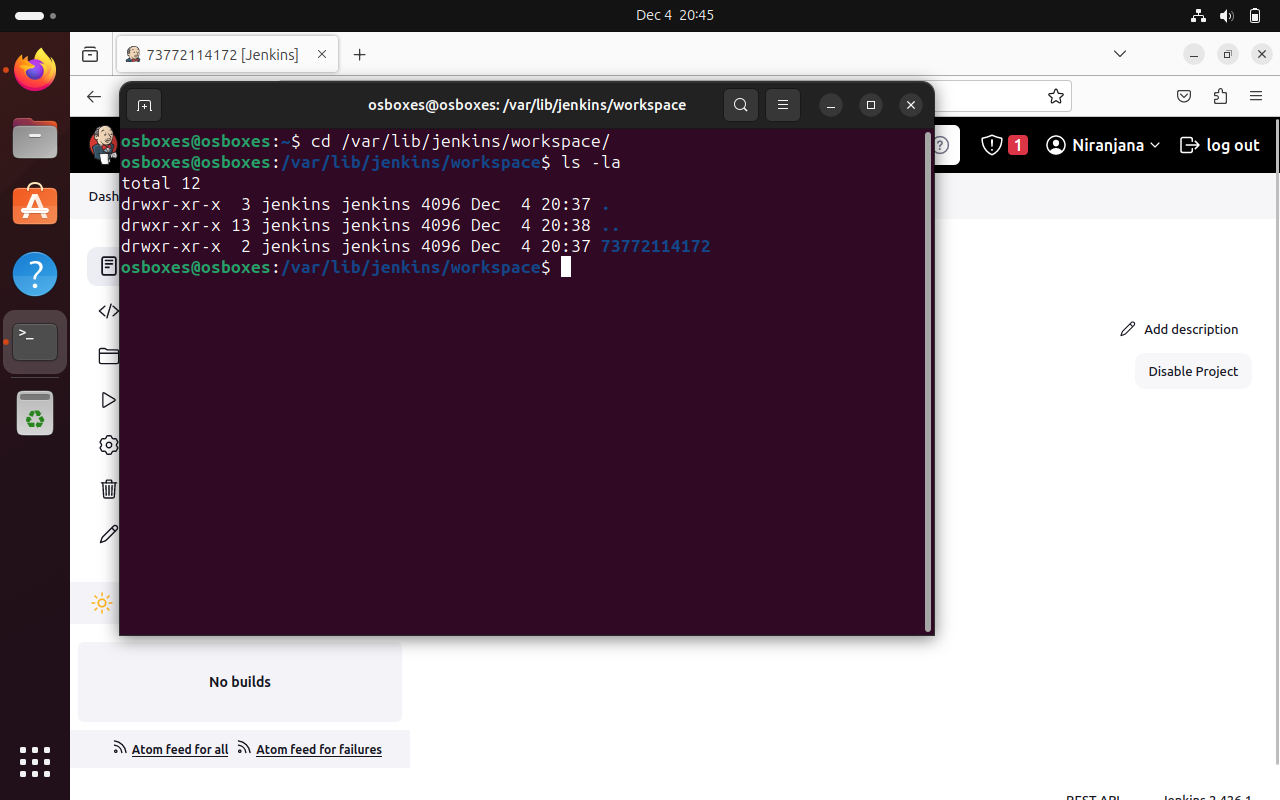 Dec 4 20:45
73772114172 [Jenkins]
osboxes@osboxes: /var/lib/jenkins/workspace
osboxes@osboxes:~$ cd /var/lib/jenkins/workspace/
osboxes@osboxes:/var/lib/jenkins/workspace$ ls -la
total 12
drwxr-xr-x  3 jenkins jenkins 4096 Dec  4 20:37 .
drwxr-xr-x 13 jenkins jenkins 4096 Dec  4 20:38 ..
drwxr-xr-x  2 jenkins jenkins 4096 Dec  4 20:37 73772114172
osboxes@osboxes:/var/lib/jenkins/workspace$
1 Niranjana log out
Dash
Add description
Disable Project
No builds
Atom feed for all Atom feed for failures
REST API Jenkins 2.426.1